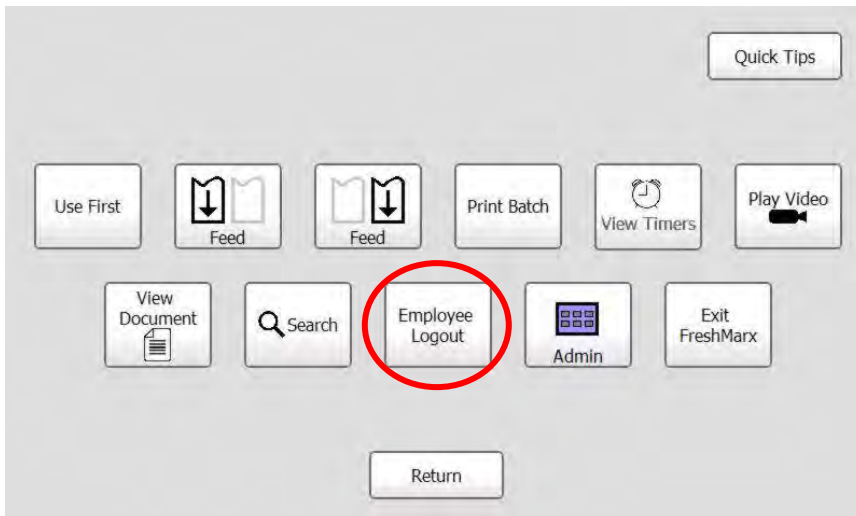 Quick Tips
Use First
Feed
Feed
Print Batch
View Timers
Play Video
View
Document
Search
Employee
Logout
Admin
Exit
FreshMarx
Return